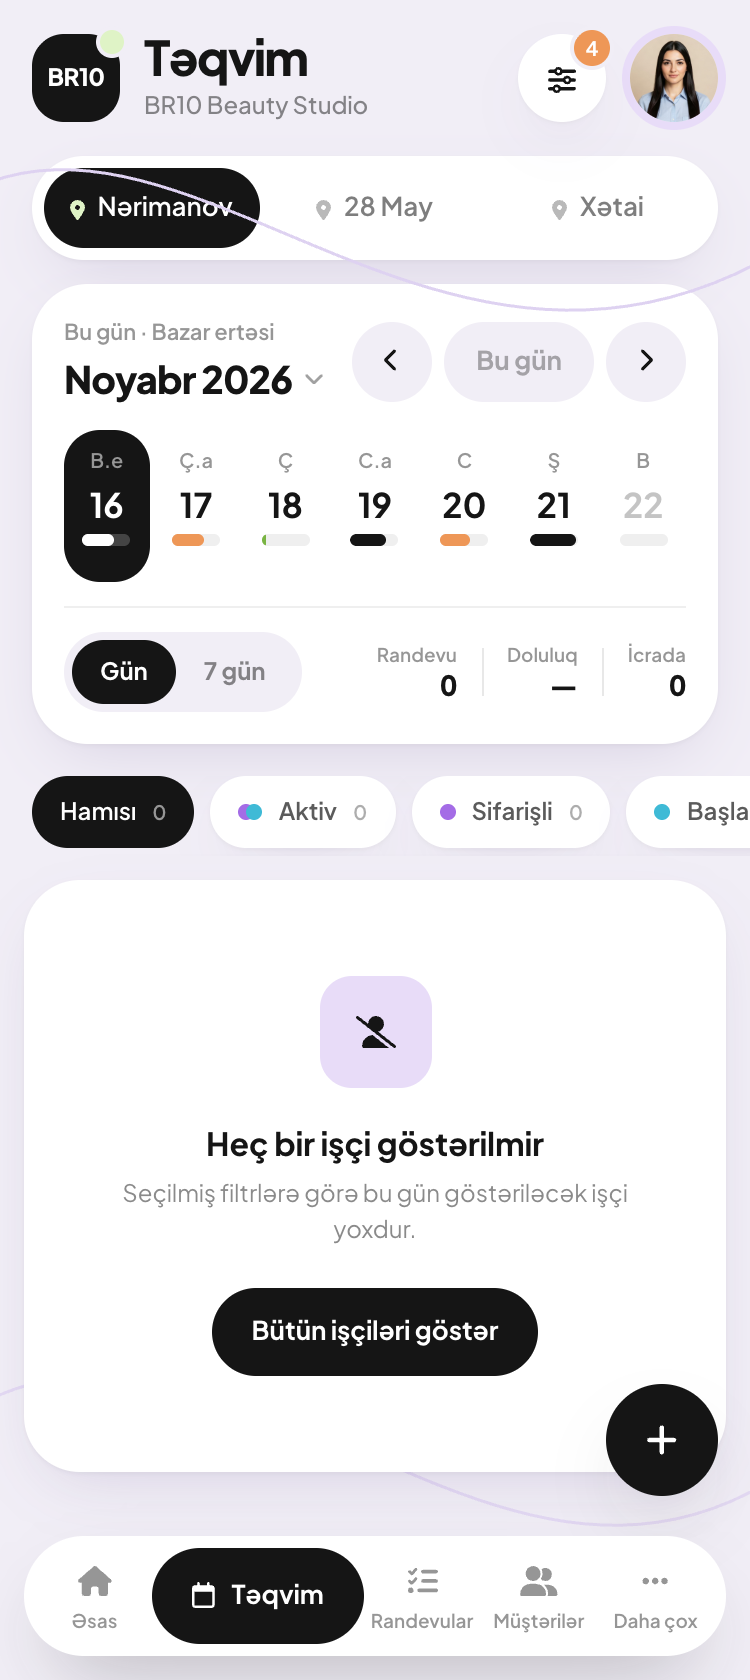 BR10
Təqvim
BR10 Beauty Studio
4
Nərimanov
28 May
Xətai
Bu gün · Bazar ertəsi
Noyabr 2026
Bu gün
B.e
Ç.a
Ç
C.a
C
Ş
B
16
17
18
19
20
21
22
Gün
7 gün
Randevu
Doluluq
İcrada
0
—
0
Hamısı 0
Aktiv 0
Sifarişli 0
Başla
Heç bir işçi göstərilmir
Seçilmiş filtrlərə görə bu gün göstəriləcək işçi
yoxdur.
Bütün işçiləri göstər
+
Əsas
Təqvim
Randevular
Müştərilər
Daha çox